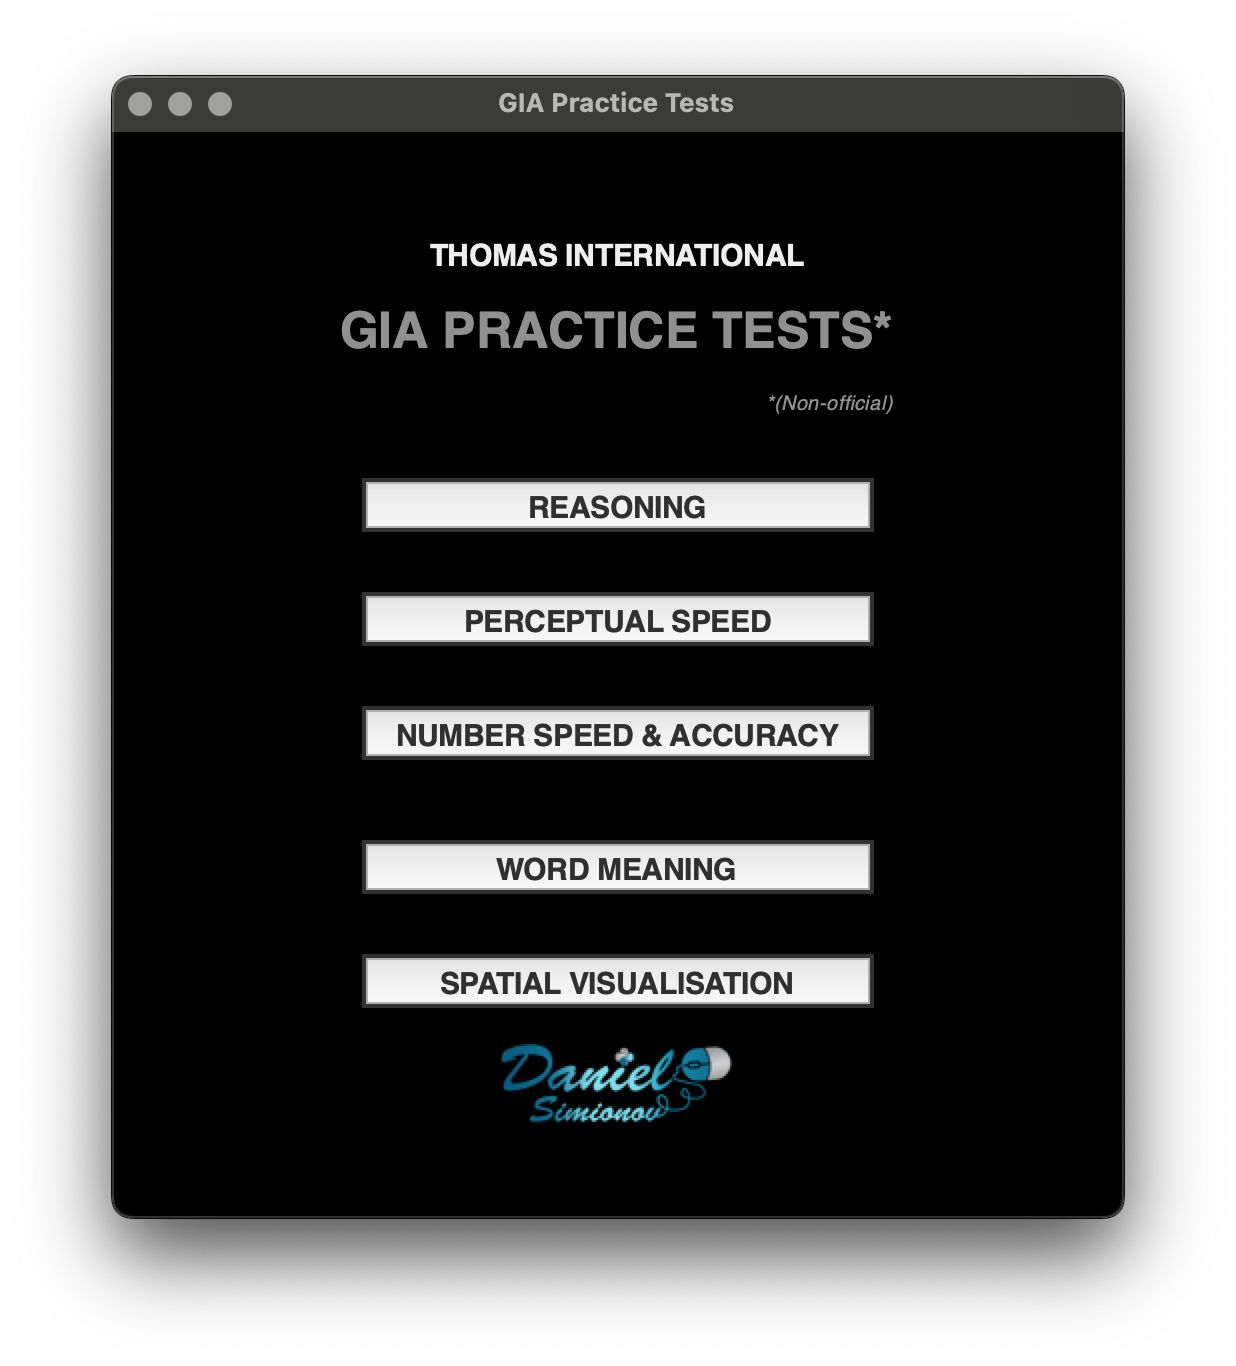 GIA Practice Tests
THOMAS INTERNATIONAL
GIA PRACTICE TESTS*
*(Non-official)
REASONING
PERCEPTUAL SPEED
NUMBER SPEED & ACCURACY
WORD MEANING
SPATIAL VISUALISATION
Daniel
Simionov